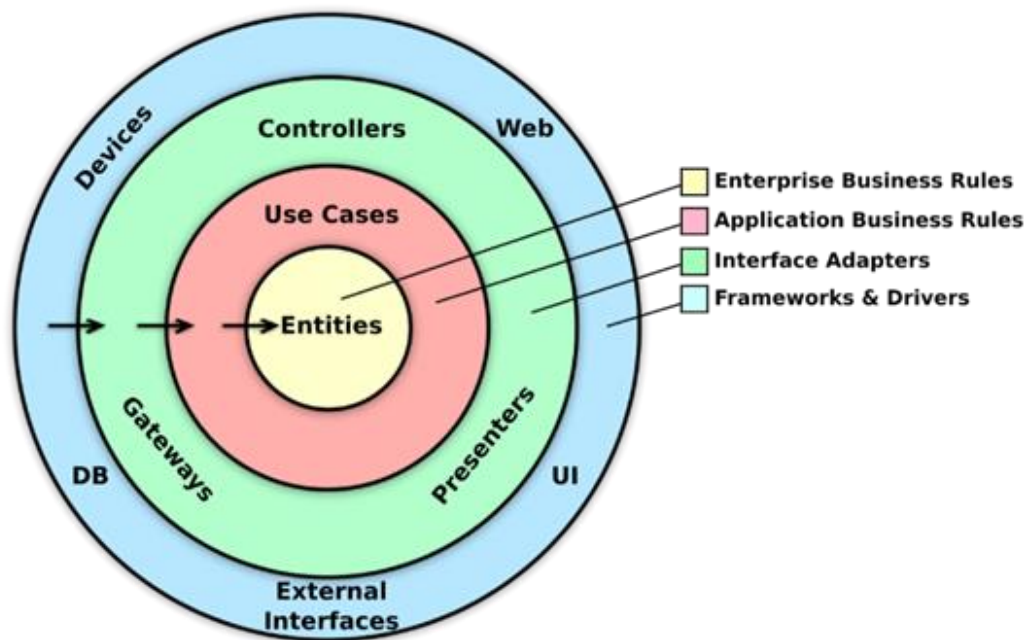 Devices
Controllers
Web
Use Cases
Entities
Gateways
Presenters
DB
UI
External
Interfaces
Enterprise Business Rules
Application Business Rules
Interface Adapters
Frameworks & Drivers